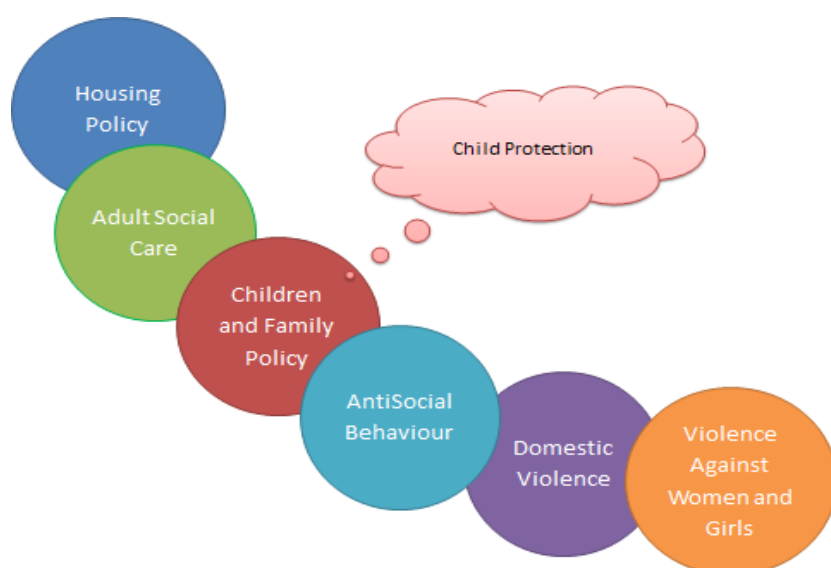 Housing
Policy
Child Protection
Adult Social
Care
Children
and Family
Policy
AntiSocial
Behaviour
Domestic
Violence
Violence
Against
Women and
Girls